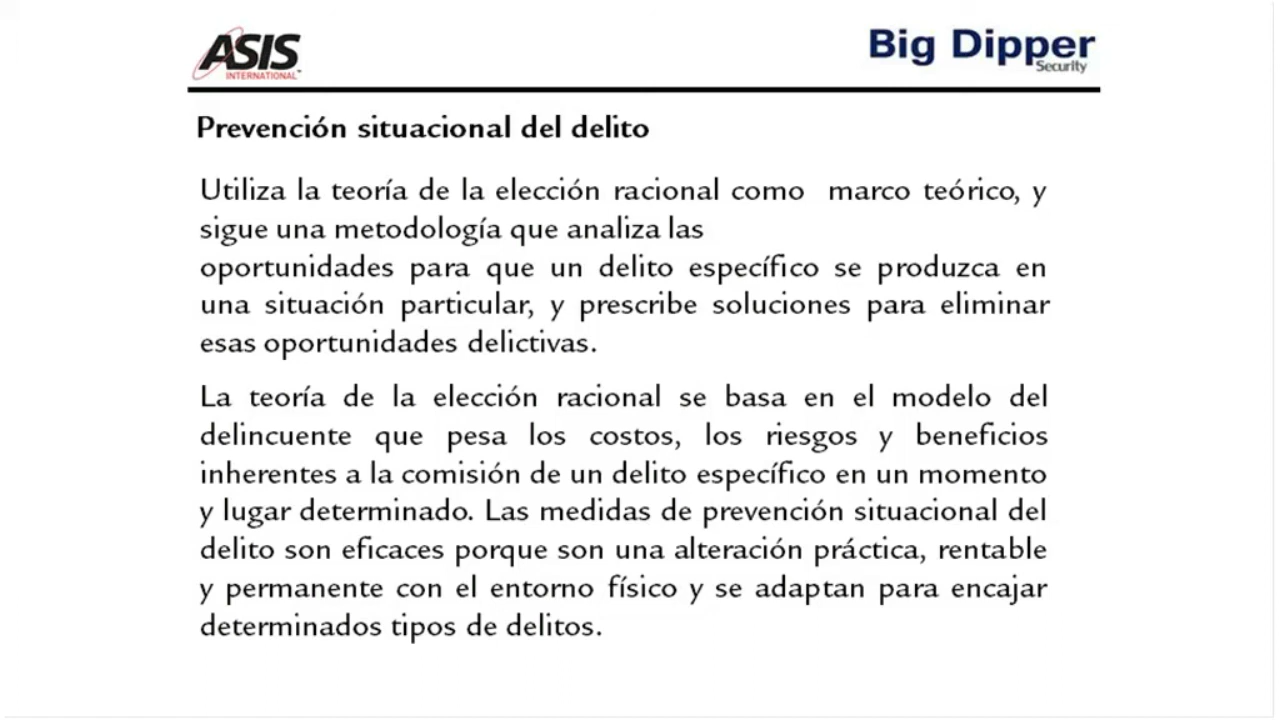 ASIS
INTERNATIONAL
Big Dipper
Security
Prevención situacional del delito
Utiliza la teoría de la elección racional como marco teórico, y
sigue una metodología que analiza las
oportunidades para que un delito específico se produzca en
una situación particular, y prescribe soluciones para eliminar
esas oportunidades delictivas.
La teoría de la elección racional se basa en el modelo del
delincuente que pesa los costos, los riesgos y beneficios
inherentes a la comisión de un delito específico en un momento
y lugar determinado. Las medidas de prevención situacional del
delito son eficaces porque son una alteración práctica, rentable
y permanente con el entorno físico y se adaptan para encajar
determinados tipos de delitos.